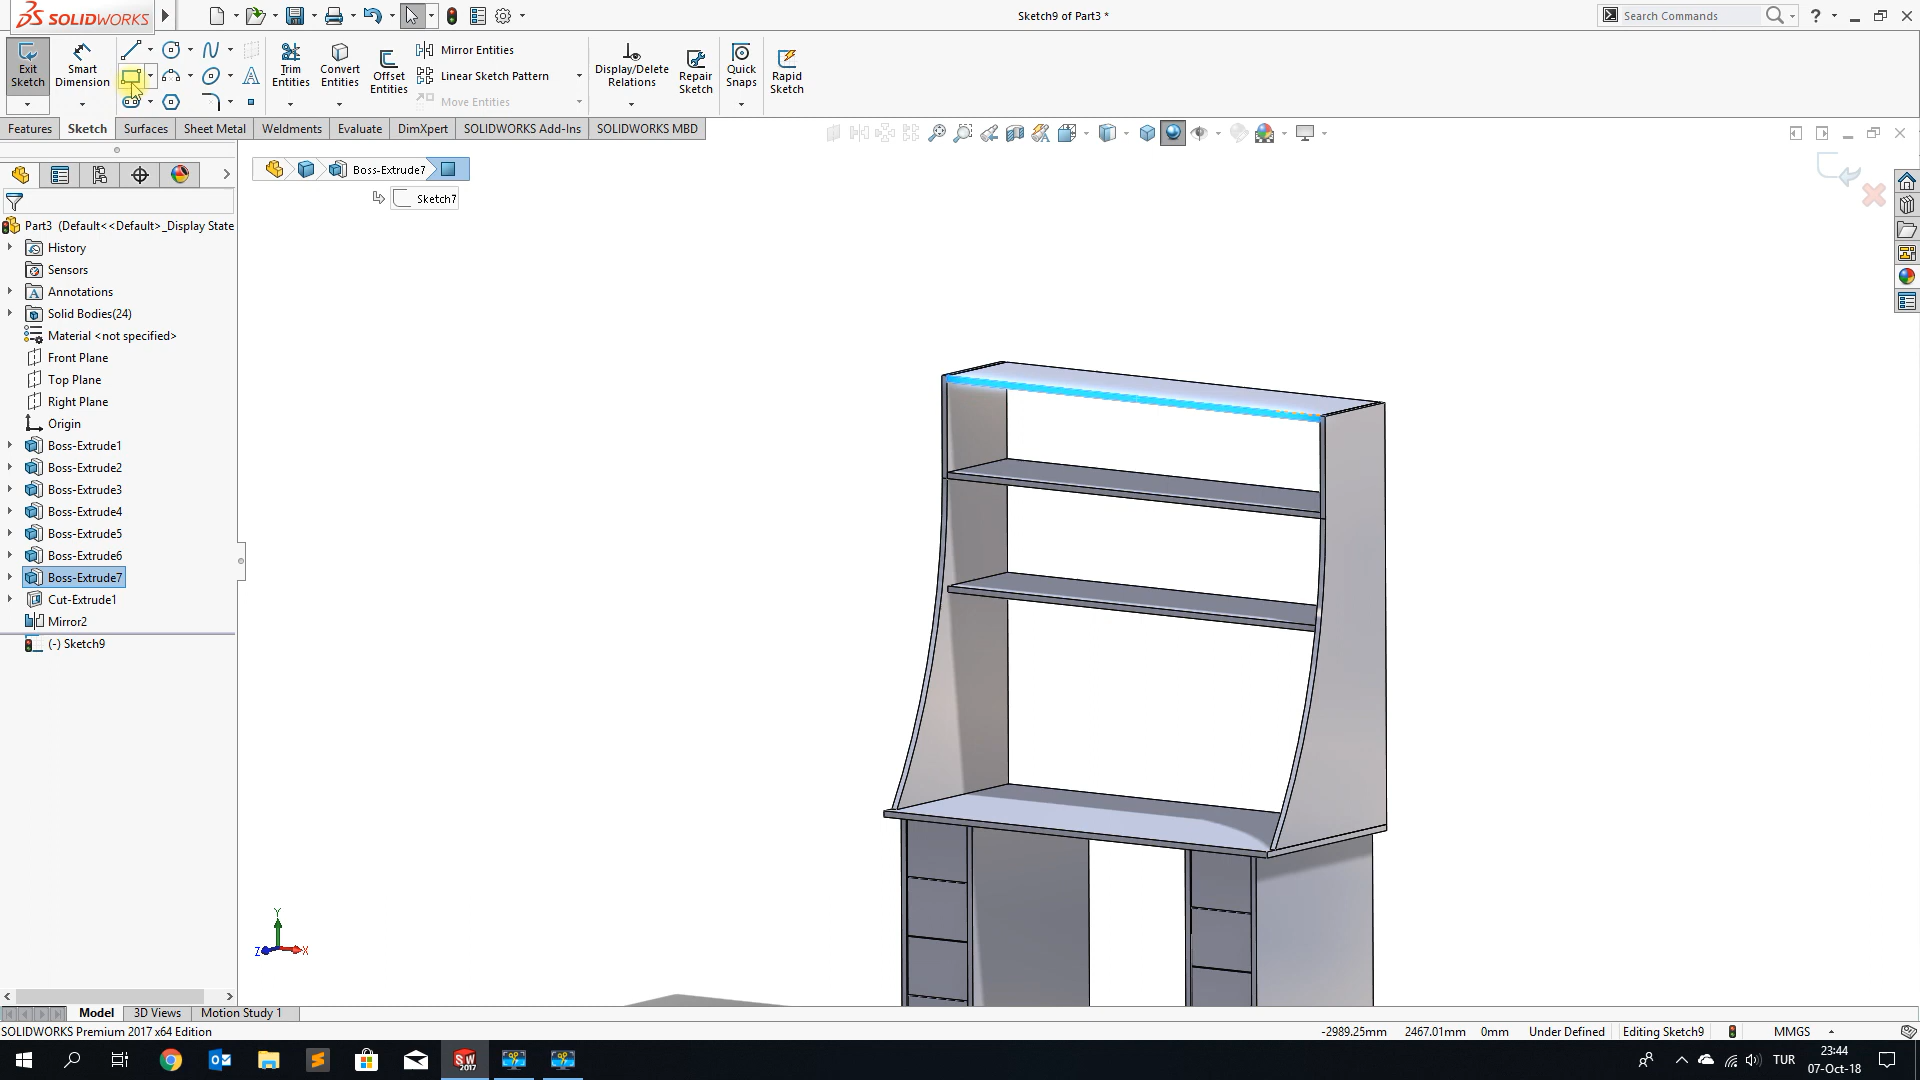 SOLIDWORKS
Sketch9 of Part3 *
Search Commands
Exit Sketch
Smart Dimension
Trim Entities
Convert Entities
Offset Entities
Mirror Entities
Linear Sketch Pattern
Move Entities
Display/Delete Relations
Repair Sketch
Quick Snaps
Rapid Sketch
Features
Sketch
Surfaces
Sheet Metal
Weldments
Evaluate
DimXpert
SOLIDWORKS Add-Ins
SOLIDWORKS MBD
Boss-Extrude7
Sketch7
Part3 (Default<<Default>_Display State
History
Sensors
Annotations
Solid Bodies(24)
Material <not specified>
Front Plane
Top Plane
Right Plane
Origin
Boss-Extrude1
Boss-Extrude2
Boss-Extrude3
Boss-Extrude4
Boss-Extrude5
Boss-Extrude6
Boss-Extrude7
Cut-Extrude1
Mirror2
(-) Sketch9
Y
Z
X
Model
3D Views
Motion Study 1
SOLIDWORKS Premium 2017 x64 Edition
-2989.25mm
2467.01mm
0mm
Under Defined
Editing Sketch9
MMGS
SW
2017
TUR
23:44
07-Oct-18